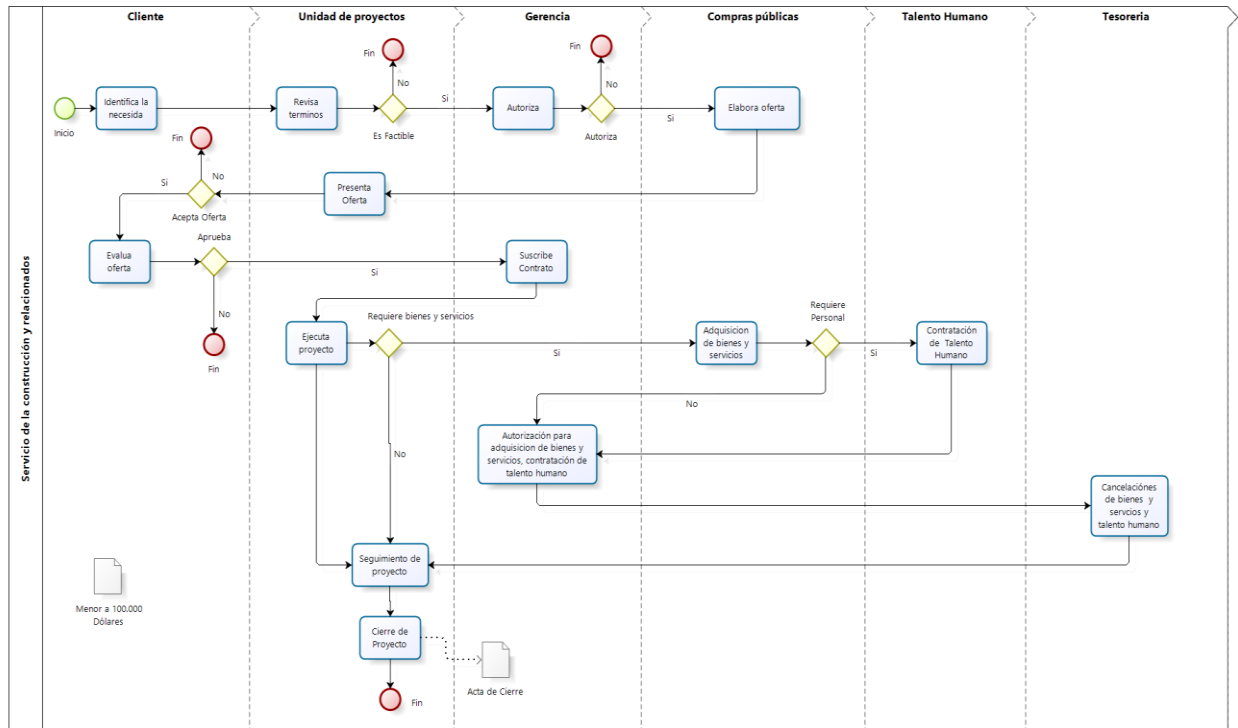 Servicio de la construcción y relacionados
Cliente
Unidad de proyectos
Gerencia
Compras públicas
Talento Humano
Tesoreria
Inicio
Identifica la
necesida
Revisa
terminos
Fin
No
Es Factible
Si
Autoriza
Fin
No
Autoriza
Si
Elabora oferta
Fin
No
Si
Acepta Oferta
Presenta
Oferta
Evalua
oferta
Aprueba
Si
No
Fin
Suscribe
Contrato
Ejecuta
proyecto
Requiere bienes y servicios
Si
No
Adquisicion
de bienes y
servicios
Requiere
Personal
Si
No
Contratación
de Talento
Humano
Autorización para
adquisicion de bienes y
servicios, contratación de
talento humano
Cancelaciónes
de bienes y
servcios y
talento humano
Seguimiento de
proyecto
Menor a 100.000
Dólares
Cierre de
Proyecto
Acta de Cierre
Fin